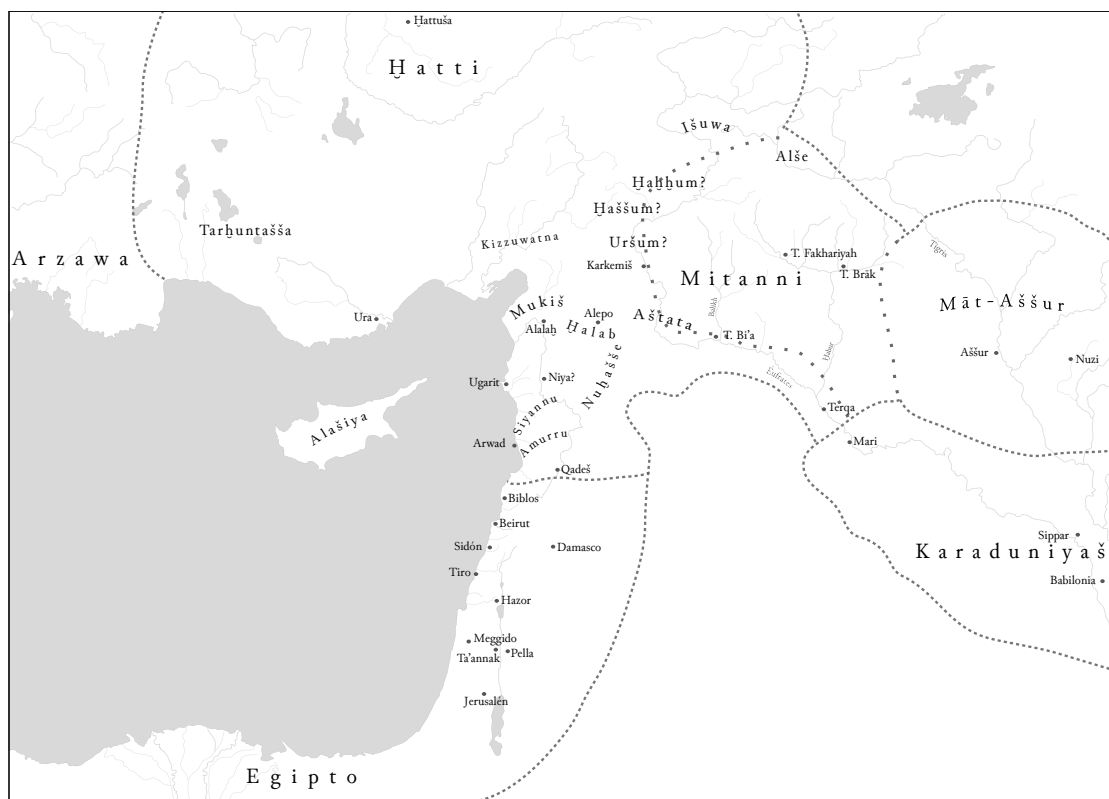 Ḫattuša
Ḫatti
Išuwa
Alše
Ḫaḫḫum?
Ḫaššum?
Tarḫuntašša
Kizzuwatna
Uršum?
Arzawa
Karkemiš
T. Fakhariyah
T. Brāk
Tigris
Mitanni
Māt-Aššur
Mukiš
Balikh
Ura
Alepo
Aštata
Alalaḫ
Ḫalab
T. Bi'a
Ḫabur
Aššur
Nuzi
Nuḫašše
Éufrates
Ugarit
Niya?
Siyannu
Terqa
Alašiya
Arwad
Amurru
Mari
Qadeš
Biblos
Beirut
Sidón
Damasco
Sippar
Karaduniyaš
Tiro
Babilonia
Hazor
Meggido
Ta'annak
Pella
Jerusalén
Egipto